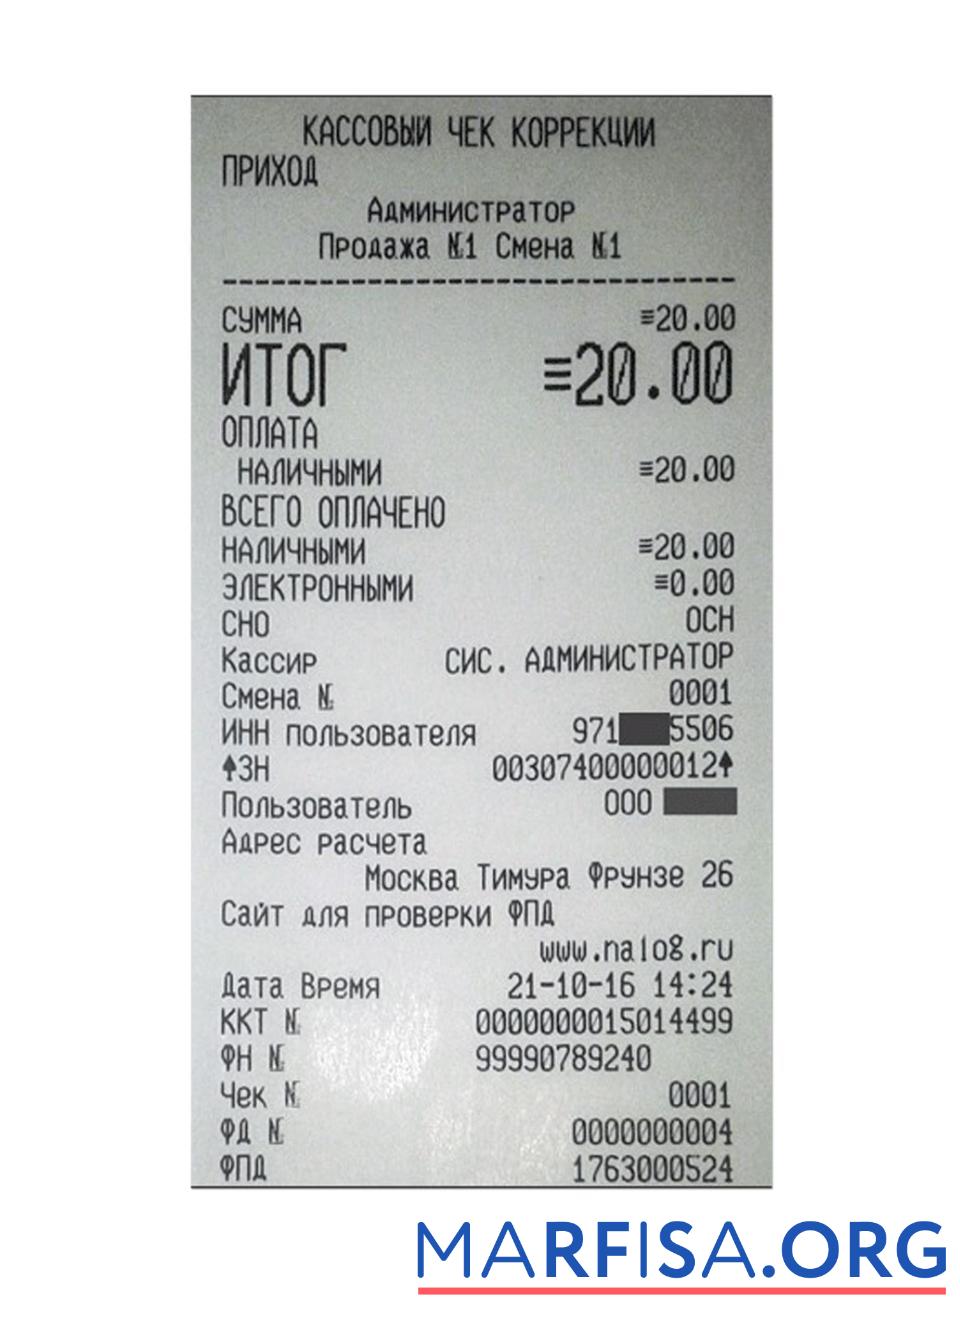 КАССОВЫЙ ЧЕК КОРРЕКЦИИ
ПРИХОД
Администратор
Продажа №1 Смена №1
--------------------------------
СУММА ≡20.00
ИТОГ ≡20.00
ОПЛАТА
НАЛИЧНЫМИ ≡20.00
ВСЕГО ОПЛАЧЕНО
НАЛИЧНЫМИ ≡20.00
ЭЛЕКТРОННЫМИ ≡0.00
СНО ОСН
Кассир СИС. АДМИНИСТРАТОР
Смена № 0001
ИНН пользователя 971 5506
ЗН 00307400000012
Пользователь ООО
Адрес расчета
Москва Тимура Фрунзе 26
Сайт для проверки ФПД
www.nalog.ru
Дата Время 21-10-16 14:24
ККТ № 0000000015014499
ФН № 99990789240
Чек № 0001
ФД № 0000000004
ФПД 1763000524
MARFISA.ORG